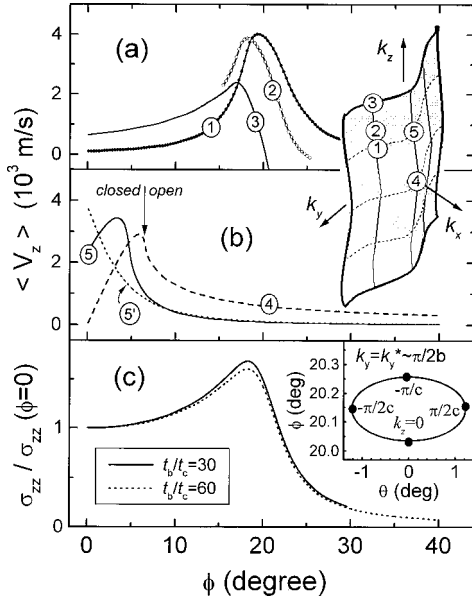 (a)
4
2
0
1
2
3
k_z
k_y
k_x
3
2
1
5
4
< V_z > (10^3 m/s)
closed open
(b)
4
2
0
5
5'
4
(c)
σ_zz / σ_zz (ϕ=0)
1
0
t_b/t_c=30
t_b/t_c=60
k_y=k_y*~π/2b
-π/c
-π/2c
π/2c
k_z=0
ϕ (deg)
20.3
20.2
20.1
20.0
-1 0 1
θ (deg)
0 10 20 30 40
ϕ (degree)